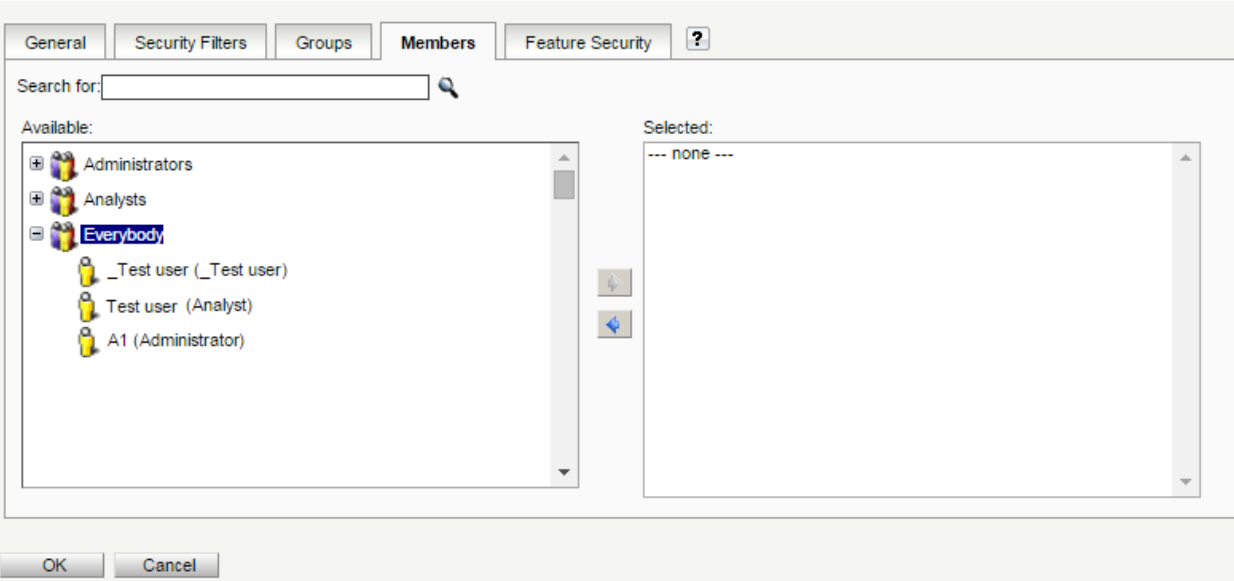 General Security Filters Groups Members Feature Security ?
Search for:
Available: Selected:
Administrators --- none ---
Analysts
Everybody
_Test user (_Test user)
Test user (Analyst)
A1 (Administrator)
OK Cancel